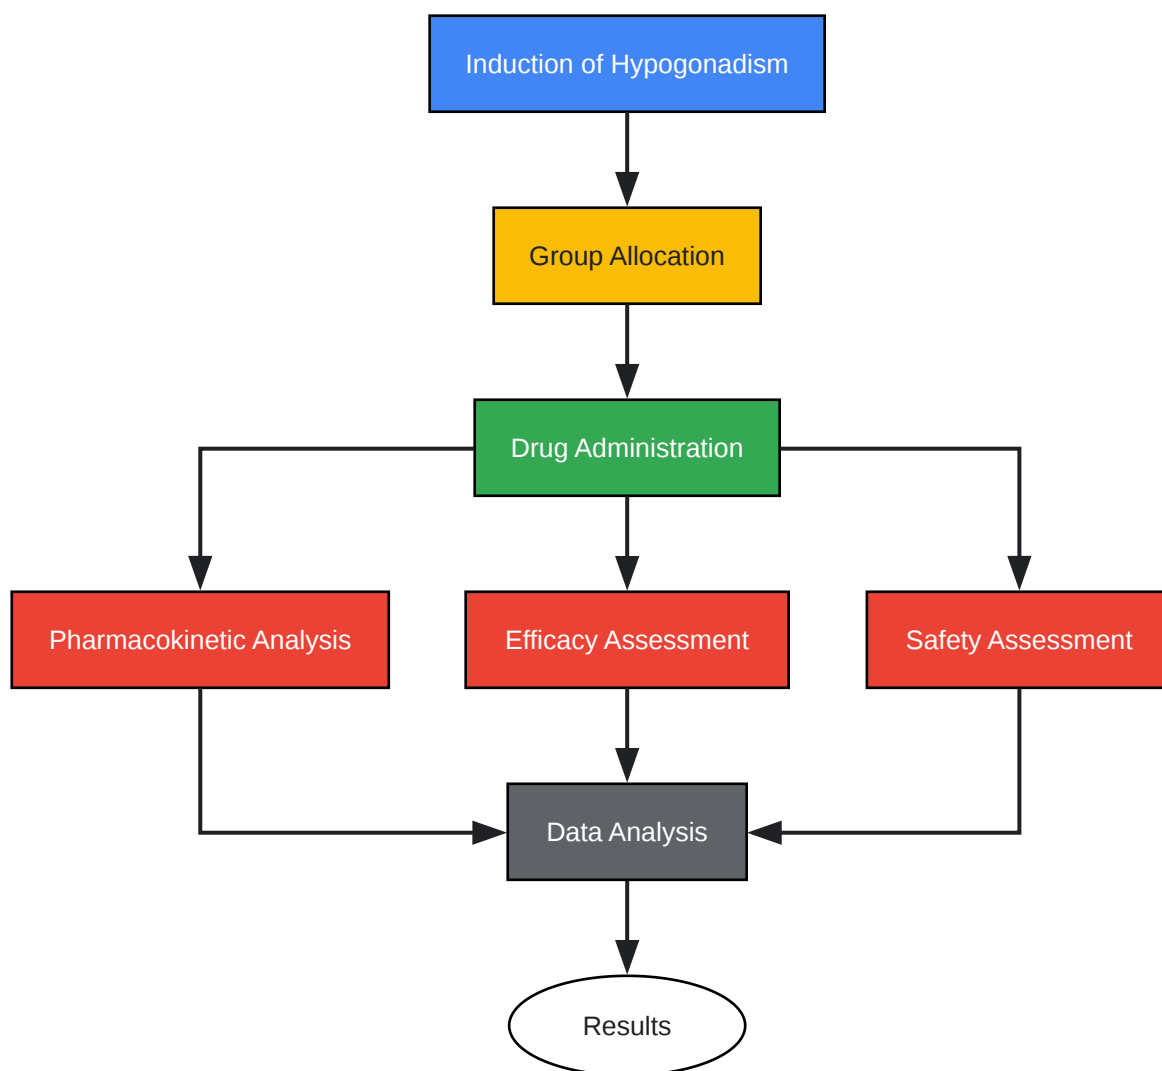 Induction of Hypogonadism
Group Allocation
Drug Administration
Pharmacokinetic Analysis
Efficacy Assessment
Safety Assessment
Data Analysis
Results